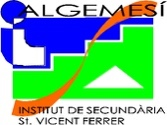 ALGEMESÍ
INSTITUT DE SECUNDÀRIA
St. VICENT FERRER